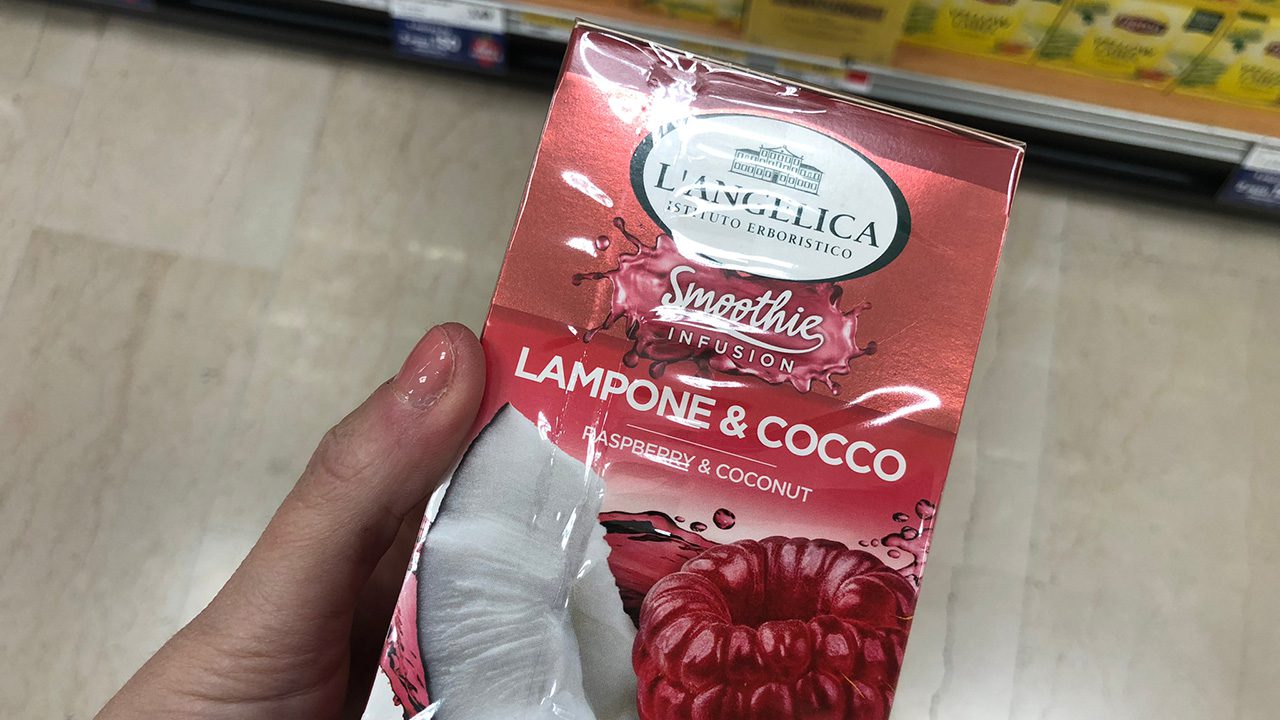 L'ANGELICA
ISTITUTO ERBORISTICO
Smoothie
INFUSION
LAMPONE & COCCO
RASPBERRY & COCONUT